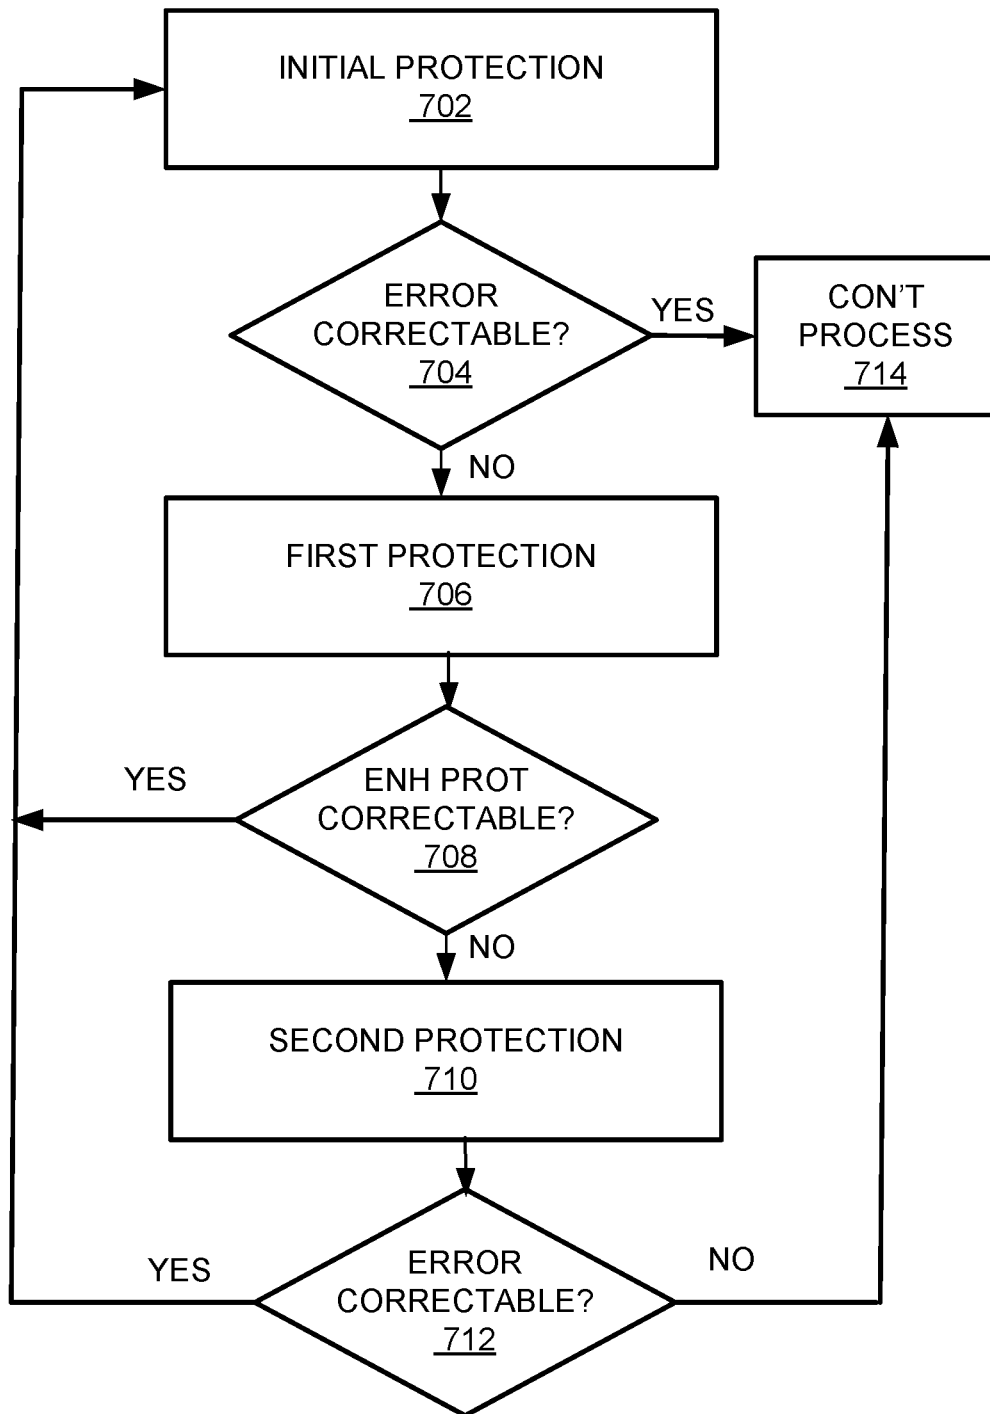 INITIAL PROTECTION
702
ERROR
CORRECTABLE?
704
YES
CON'T
PROCESS
714
NO
FIRST PROTECTION
706
YES
ENH PROT
CORRECTABLE?
708
NO
SECOND PROTECTION
710
YES
ERROR
CORRECTABLE?
712
NO